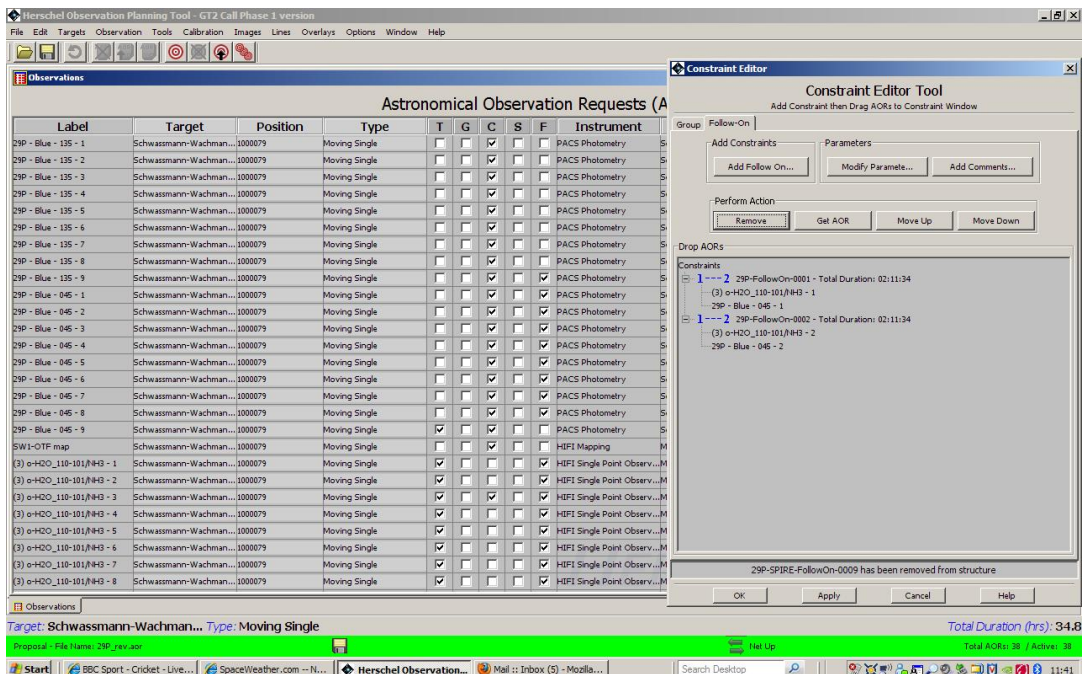 Herschel Observation Planning Tool - GT2 Call Phase 1 version
File Edit Targets Observation Tools Calibration Images Lines Overlays Options Window Help
Observations
Astronomical Observation Requests (A
Label Target Position Type T G C S F Instrument
29P - Blue - 135 - 1 Schwassmann-Wachman... 1000079 Moving Single PACS Photometry
29P - Blue - 135 - 2 Schwassmann-Wachman... 1000079 Moving Single PACS Photometry
29P - Blue - 135 - 3 Schwassmann-Wachman... 1000079 Moving Single PACS Photometry
29P - Blue - 135 - 4 Schwassmann-Wachman... 1000079 Moving Single PACS Photometry
29P - Blue - 135 - 5 Schwassmann-Wachman... 1000079 Moving Single PACS Photometry
29P - Blue - 135 - 6 Schwassmann-Wachman... 1000079 Moving Single PACS Photometry
29P - Blue - 135 - 7 Schwassmann-Wachman... 1000079 Moving Single PACS Photometry
29P - Blue - 135 - 8 Schwassmann-Wachman... 1000079 Moving Single PACS Photometry
29P - Blue - 135 - 9 Schwassmann-Wachman... 1000079 Moving Single PACS Photometry
29P - Blue - 045 - 1 Schwassmann-Wachman... 1000079 Moving Single PACS Photometry
29P - Blue - 045 - 2 Schwassmann-Wachman... 1000079 Moving Single PACS Photometry
29P - Blue - 045 - 3 Schwassmann-Wachman... 1000079 Moving Single PACS Photometry
29P - Blue - 045 - 4 Schwassmann-Wachman... 1000079 Moving Single PACS Photometry
29P - Blue - 045 - 5 Schwassmann-Wachman... 1000079 Moving Single PACS Photometry
29P - Blue - 045 - 6 Schwassmann-Wachman... 1000079 Moving Single PACS Photometry
29P - Blue - 045 - 7 Schwassmann-Wachman... 1000079 Moving Single PACS Photometry
29P - Blue - 045 - 8 Schwassmann-Wachman... 1000079 Moving Single PACS Photometry
29P - Blue - 045 - 9 Schwassmann-Wachman... 1000079 Moving Single PACS Photometry
SW1-OTF map Schwassmann-Wachman... 1000079 Moving Single HIFI Mapping M
(3) o-H2O_110-101/NH3 - 1 Schwassmann-Wachman... 1000079 Moving Single HIFI Single Point Observ... M
(3) o-H2O_110-101/NH3 - 2 Schwassmann-Wachman... 1000079 Moving Single HIFI Single Point Observ... M
(3) o-H2O_110-101/NH3 - 3 Schwassmann-Wachman... 1000079 Moving Single HIFI Single Point Observ... M
(3) o-H2O_110-101/NH3 - 4 Schwassmann-Wachman... 1000079 Moving Single HIFI Single Point Observ... M
(3) o-H2O_110-101/NH3 - 5 Schwassmann-Wachman... 1000079 Moving Single HIFI Single Point Observ... M
(3) o-H2O_110-101/NH3 - 6 Schwassmann-Wachman... 1000079 Moving Single HIFI Single Point Observ... M
(3) o-H2O_110-101/NH3 - 7 Schwassmann-Wachman... 1000079 Moving Single HIFI Single Point Observ... M
(3) o-H2O_110-101/NH3 - 8 Schwassmann-Wachman... 1000079 Moving Single HIFI Single Point Observ... M
Observations
Constraint Editor
Constraint Editor Tool
Add Constraint then Drag AORs to Constraint Window
Group Follow-On
Add Constraints Parameters
Add Follow On... Modify Paramete... Add Comments...
Perform Action
Remove Get AOR Move Up Move Down
Drop AORs
Constraints
1---2 29P-FollowOn-0001 - Total Duration: 02:11:34
(3) o-H2O_110-101/NH3 - 1
29P - Blue - 045 - 1
1---2 29P-FollowOn-0002 - Total Duration: 02:11:34
(3) o-H2O_110-101/NH3 - 2
29P - Blue - 045 - 2
29P-SPIRE-FollowOn-0009 has been removed from structure
OK Apply Cancel Help
Target: Schwassmann-Wachman... Type: Moving Single Total Duration (hrs): 34.8
Proposal - File Name: 29P_rev.aor Net Up Total AORs: 38 / Active: 38
Start BBC Sport - Cricket - Live... SpaceWeather.com -- N... Herschel Observation... Mail :: Inbox (5) - Mozilla... Search Desktop 11:41